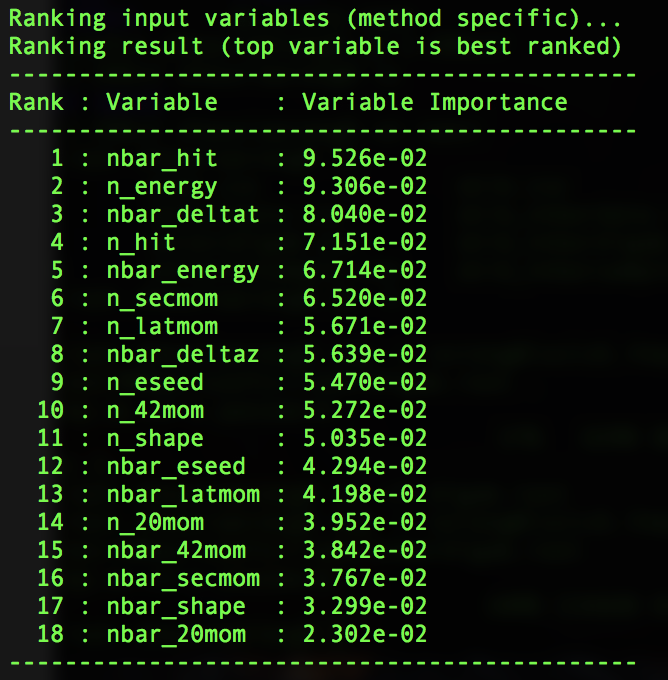 Ranking input variables (method specific)...
Ranking result (top variable is best ranked)
---------------------------------------------
Rank : Variable    : Variable Importance
---------------------------------------------
   1 : nbar_hit    : 9.526e-02
   2 : n_energy    : 9.306e-02
   3 : nbar_deltat : 8.040e-02
   4 : n_hit       : 7.151e-02
   5 : nbar_energy : 6.714e-02
   6 : n_secmom    : 6.520e-02
   7 : n_latmom    : 5.671e-02
   8 : nbar_deltaz : 5.639e-02
   9 : n_eseed     : 5.470e-02
  10 : n_42mom     : 5.272e-02
  11 : n_shape     : 5.035e-02
  12 : nbar_eseed  : 4.294e-02
  13 : nbar_latmom : 4.198e-02
  14 : n_20mom     : 3.952e-02
  15 : nbar_42mom  : 3.842e-02
  16 : nbar_secmom : 3.767e-02
  17 : nbar_shape  : 3.299e-02
  18 : nbar_20mom  : 2.302e-02
---------------------------------------------